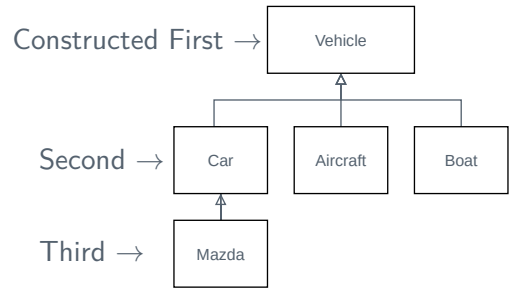 Constructed First → Vehicle
Second → Car Aircraft Boat
Third → Mazda